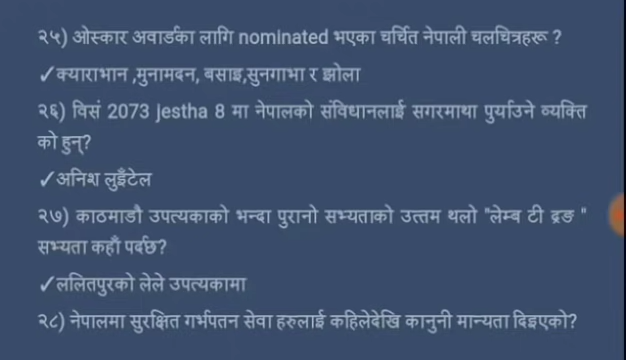 २५) ओस्कार अवार्डका लागि nominated भएका चर्चित नेपाली चलचित्रहरू ?
✓क्याराभान ,मुनामदन, बसाइ,सुनगाभा र झोला
२६) विसं 2073 jestha 8 मा नेपालको संविधानलाई सगरमाथा पुर्याउने व्यक्ति
को हुन्?
✓अनिश लुइँटेल
२७) काठमाडौ उपत्यकाको भन्दा पुरानो सभ्यताको उत्तम थलो "लेम्ब टी द्रङ "
सभ्यता कहाँ पर्दछ?
✓ललितपुरको लेले उपत्यकामा
२८) नेपालमा सुरक्षित गर्भपतन सेवा हरुलाई कहिलेदेखि कानुनी मान्यता दिइएको?